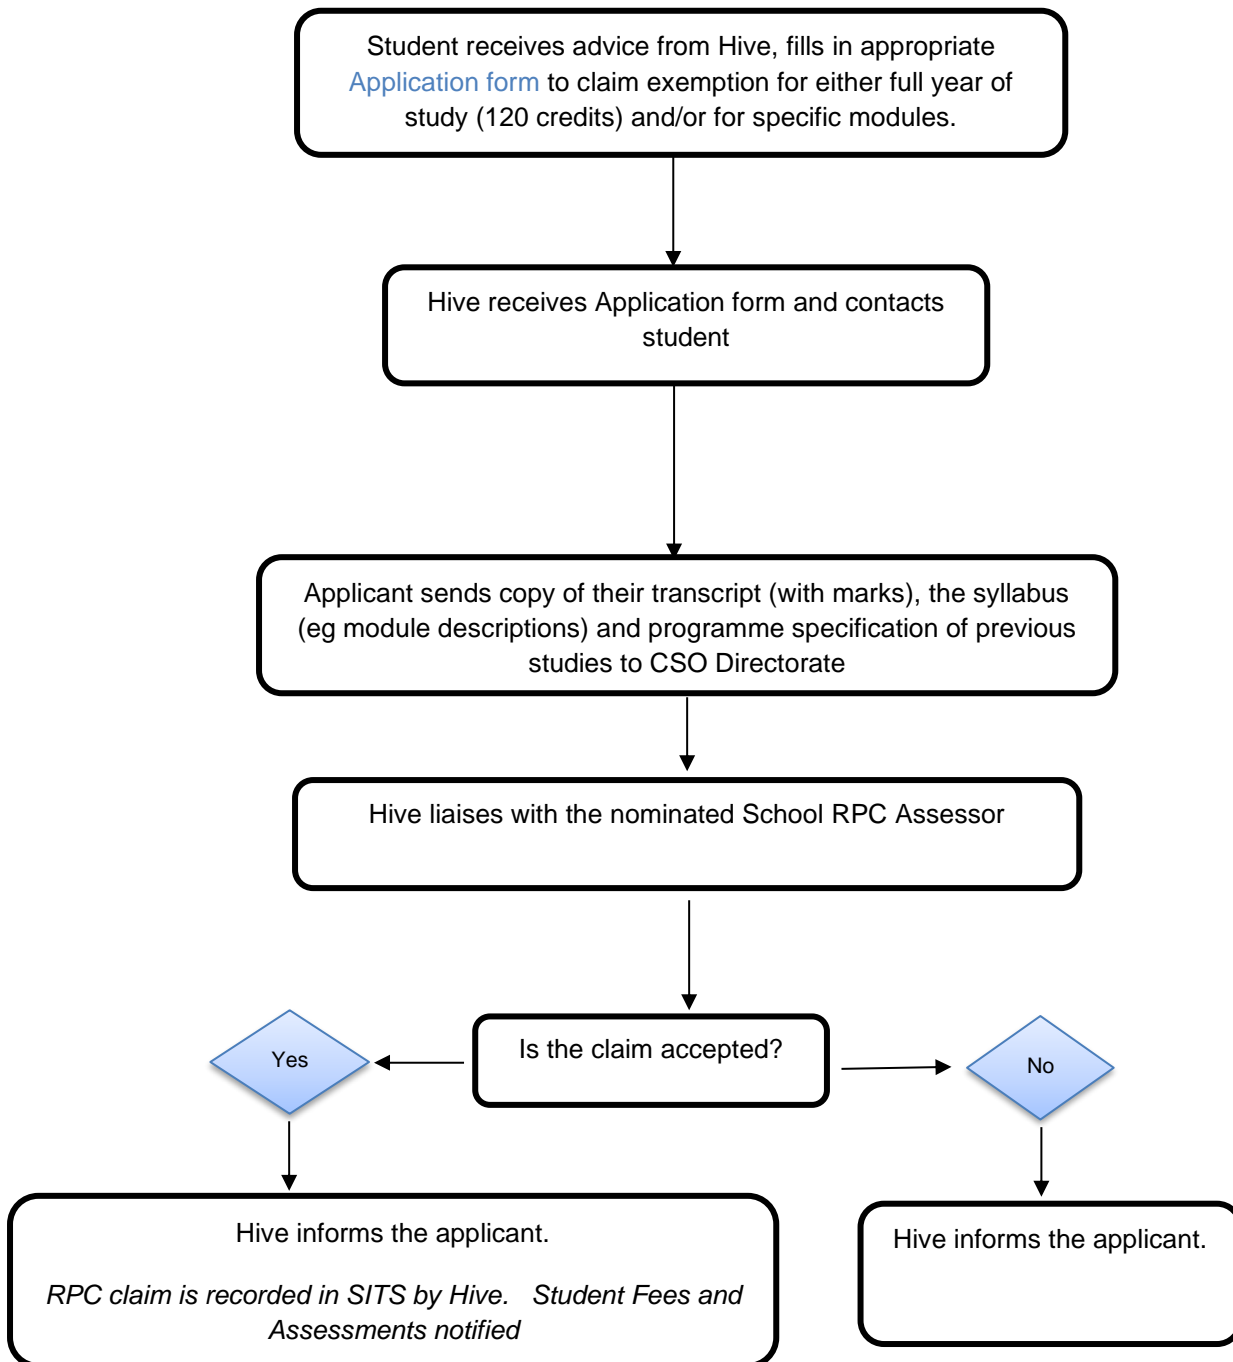 Student receives advice from Hive, fills in appropriate
Application form to claim exemption for either full year of
study (120 credits) and/or for specific modules.
Hive receives Application form and contacts
student
Applicant sends copy of their transcript (with marks), the syllabus
(eg module descriptions) and programme specification of previous
studies to CSO Directorate
Hive liaises with the nominated School RPC Assessor
Is the claim accepted?
Yes
No
Hive informs the applicant.
RPC claim is recorded in SITS by Hive.   Student Fees and
Assessments notified
Hive informs the applicant.